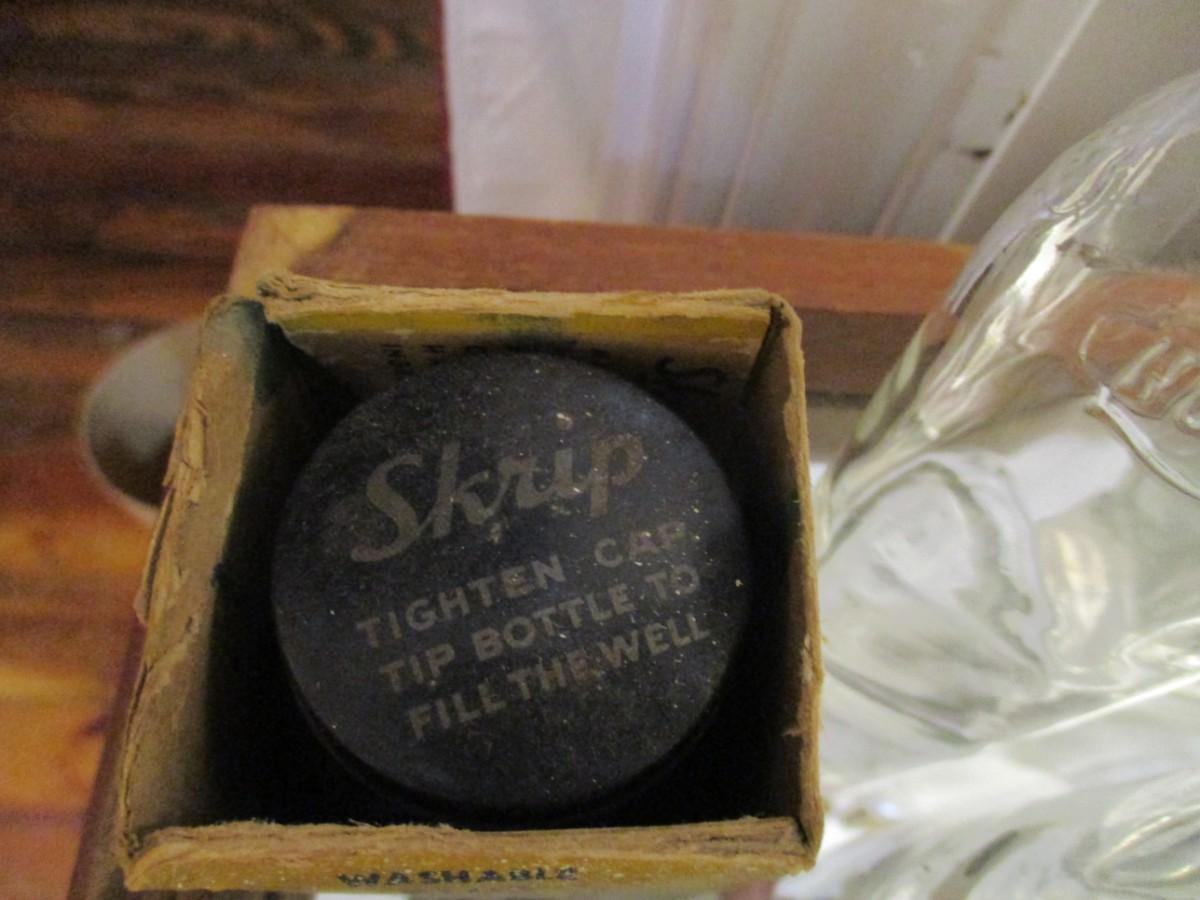 Skrip
TIGHTEN CAP
TIP BOTTLE TO
FILL THE WELL
WASHABLE